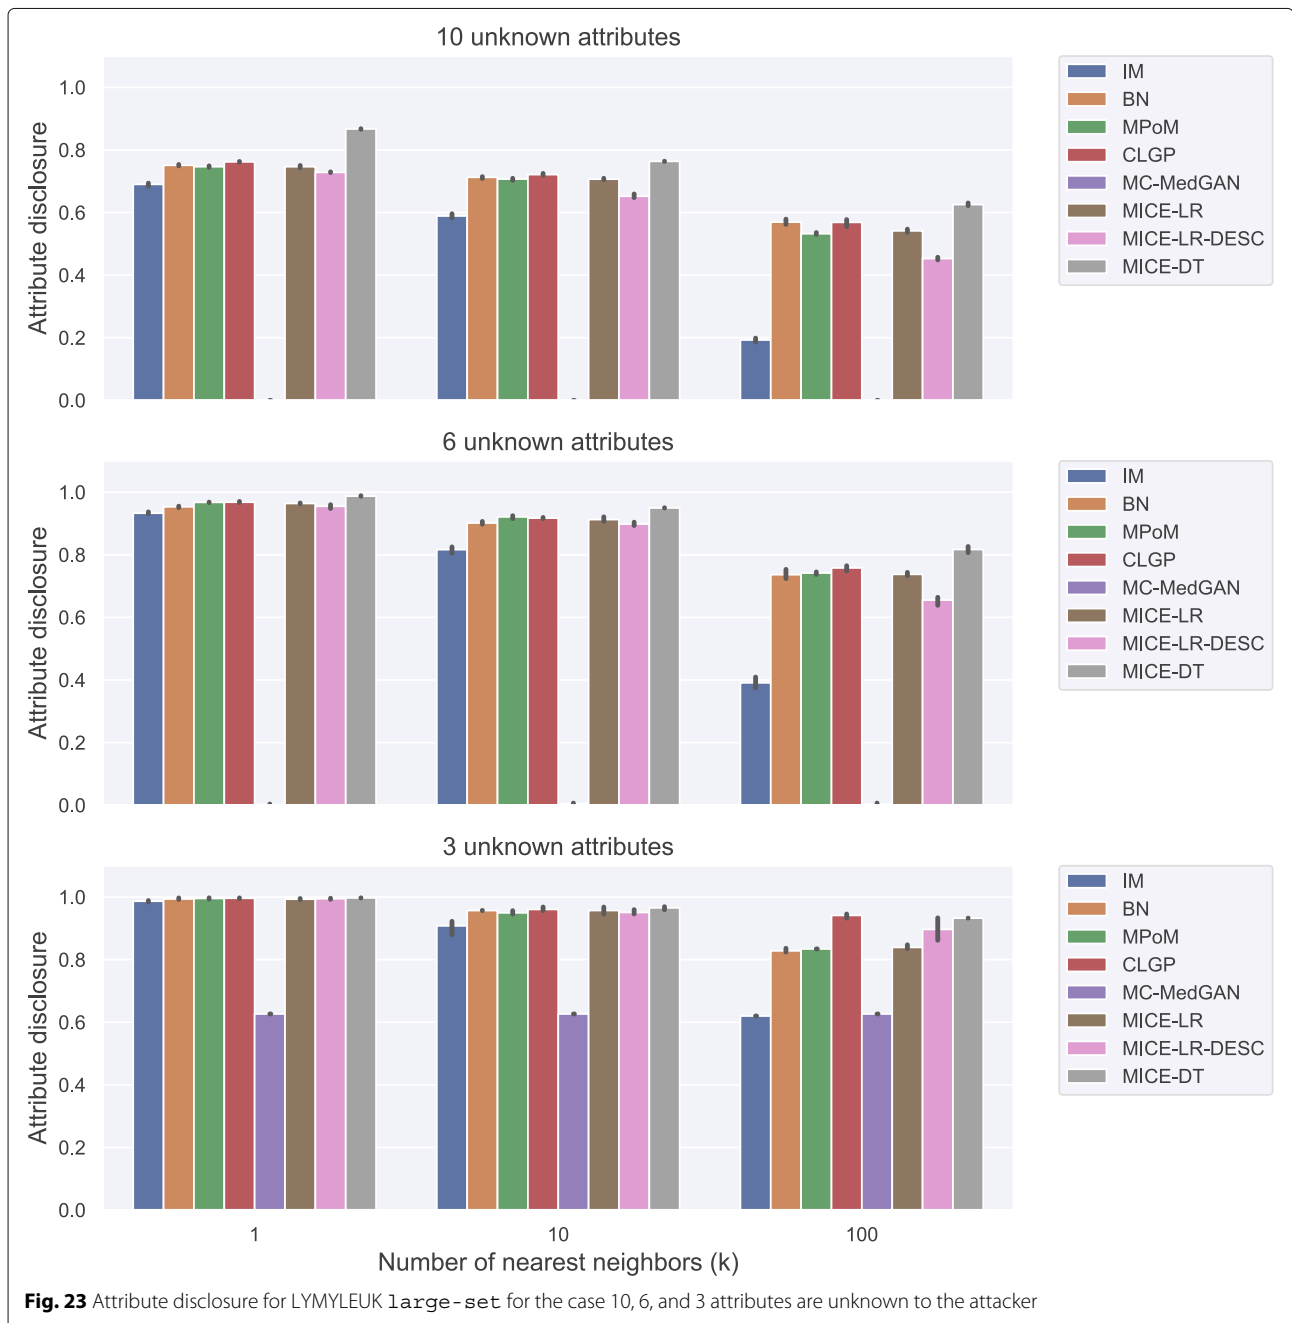 10 unknown attributes
Attribute disclosure
1.0
0.8
0.6
0.4
0.2
0.0
IM
BN
MPoM
CLGP
MC-MedGAN
MICE-LR
MICE-LR-DESC
MICE-DT
6 unknown attributes
Attribute disclosure
1.0
0.8
0.6
0.4
0.2
0.0
IM
BN
MPoM
CLGP
MC-MedGAN
MICE-LR
MICE-LR-DESC
MICE-DT
3 unknown attributes
Attribute disclosure
1.0
0.8
0.6
0.4
0.2
0.0
IM
BN
MPoM
CLGP
MC-MedGAN
MICE-LR
MICE-LR-DESC
MICE-DT
1 10 100
Number of nearest neighbors (k)
Fig. 23 Attribute disclosure for LYMYLEUK large-set for the case 10, 6, and 3 attributes are unknown to the attacker